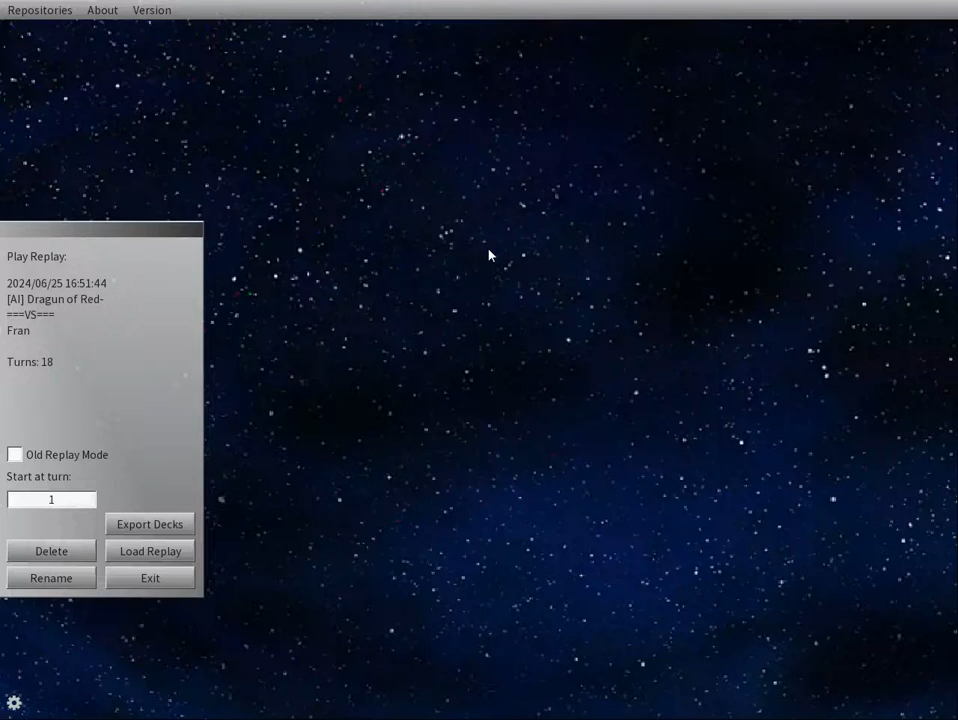 Repositories About Version
Play Replay:
2024/06/25 16:51:44
[AI] Dragun of Red-
===VS===
Fran
Turns: 18
Old Replay Mode
Start at turn:
1
Export Decks
Delete Load Replay
Rename Exit